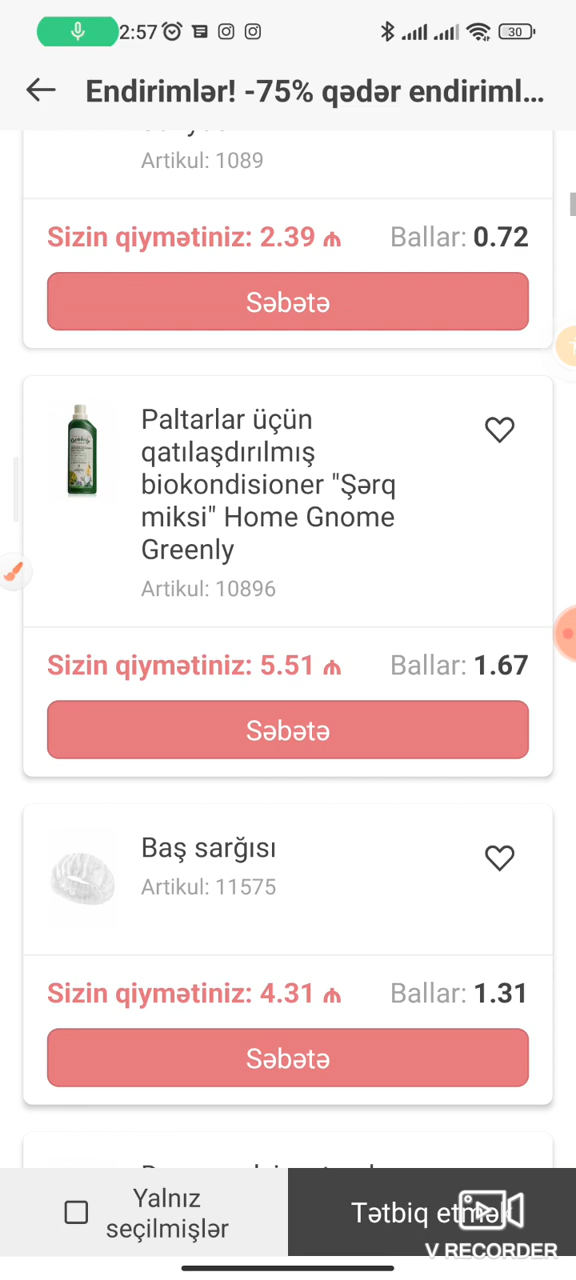 2:57
30
Endirimlər! -75% qədər endiriml...
Artikul: 1089
Sizin qiymətiniz: 2.39 ₼
Ballar: 0.72
Səbətə
Paltarlar üçün
qatılaşdırılmış
biokondisioner "Şərq
miksi" Home Gnome
Greenly
Artikul: 10896
Sizin qiymətiniz: 5.51 ₼
Ballar: 1.67
Səbətə
Baş sarğısı
Artikul: 11575
Sizin qiymətiniz: 4.31 ₼
Ballar: 1.31
Səbətə
Yalnız
seçilmişlər
Tətbiq etmək
V RECORDER